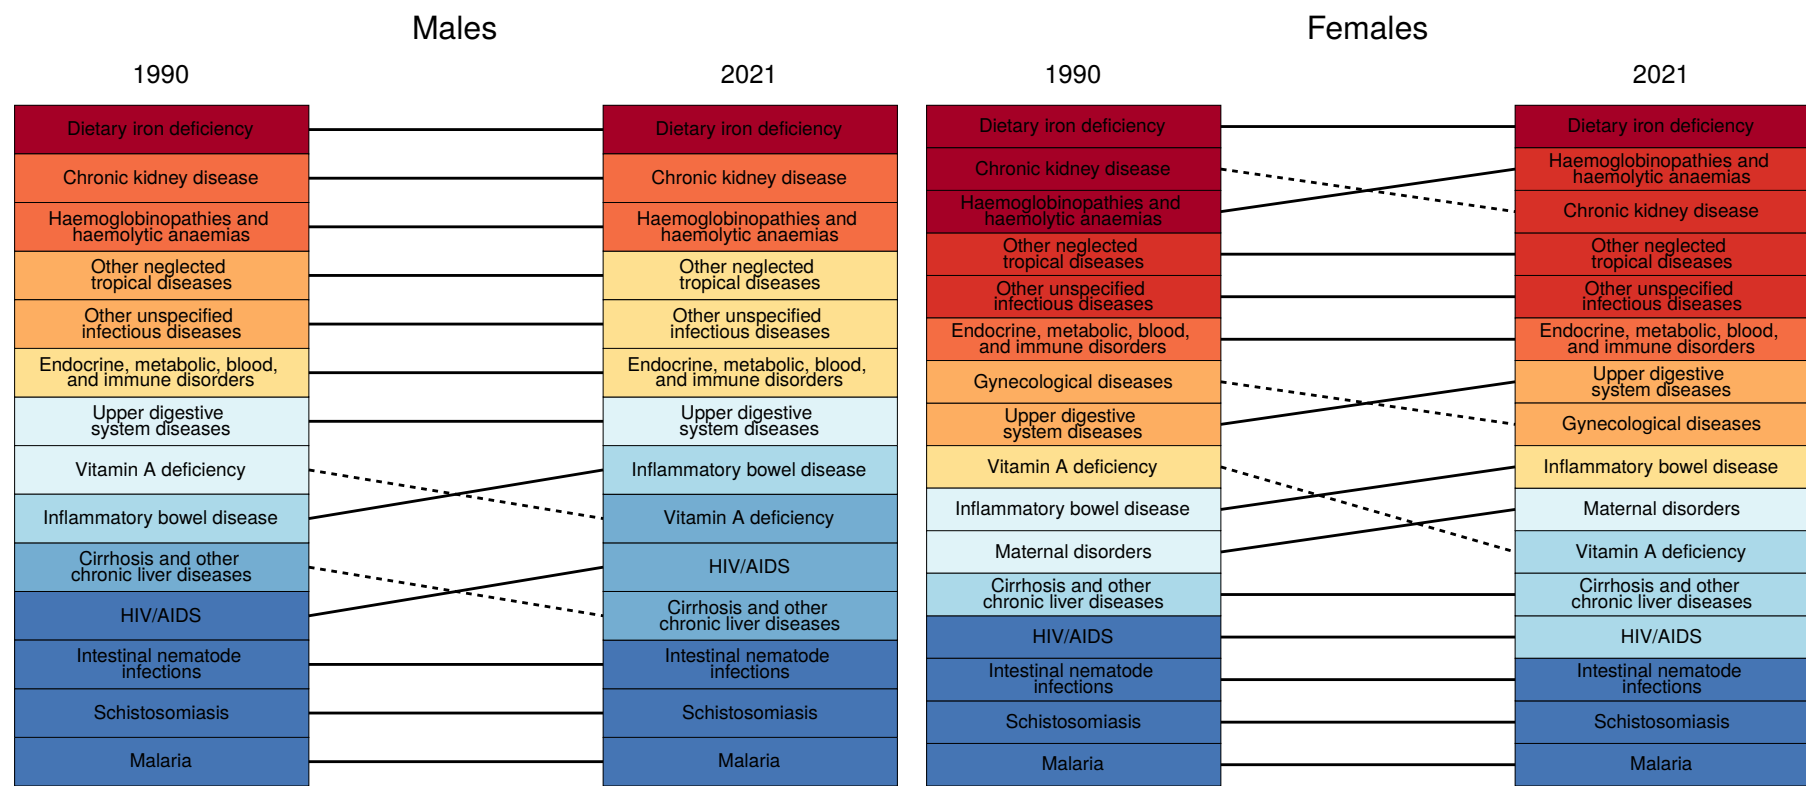 Males
1990
2021
Dietary iron deficiency
Chronic kidney disease
Haemoglobinopathies and
haemolytic anaemias
Other neglected
tropical diseases
Other unspecified
infectious diseases
Endocrine, metabolic, blood,
and immune disorders
Upper digestive
system diseases
Vitamin A deficiency
Inflammatory bowel disease
Cirrhosis and other
chronic liver diseases
HIV/AIDS
Intestinal nematode
infections
Schistosomiasis
Malaria
Dietary iron deficiency
Chronic kidney disease
Haemoglobinopathies and
haemolytic anaemias
Other neglected
tropical diseases
Other unspecified
infectious diseases
Endocrine, metabolic, blood,
and immune disorders
Upper digestive
system diseases
Inflammatory bowel disease
Vitamin A deficiency
HIV/AIDS
Cirrhosis and other
chronic liver diseases
Intestinal nematode
infections
Schistosomiasis
Malaria
Females
1990
2021
Dietary iron deficiency
Chronic kidney disease
Haemoglobinopathies and
haemolytic anaemias
Other neglected
tropical diseases
Other unspecified
infectious diseases
Endocrine, metabolic, blood,
and immune disorders
Gynecological diseases
Upper digestive
system diseases
Vitamin A deficiency
Inflammatory bowel disease
Maternal disorders
Cirrhosis and other
chronic liver diseases
HIV/AIDS
Intestinal nematode
infections
Schistosomiasis
Malaria
Dietary iron deficiency
Haemoglobinopathies and
haemolytic anaemias
Chronic kidney disease
Other neglected
tropical diseases
Other unspecified
infectious diseases
Endocrine, metabolic, blood,
and immune disorders
Upper digestive
system diseases
Gynecological diseases
Inflammatory bowel disease
Maternal disorders
Vitamin A deficiency
Cirrhosis and other
chronic liver diseases
HIV/AIDS
Intestinal nematode
infections
Schistosomiasis
Malaria